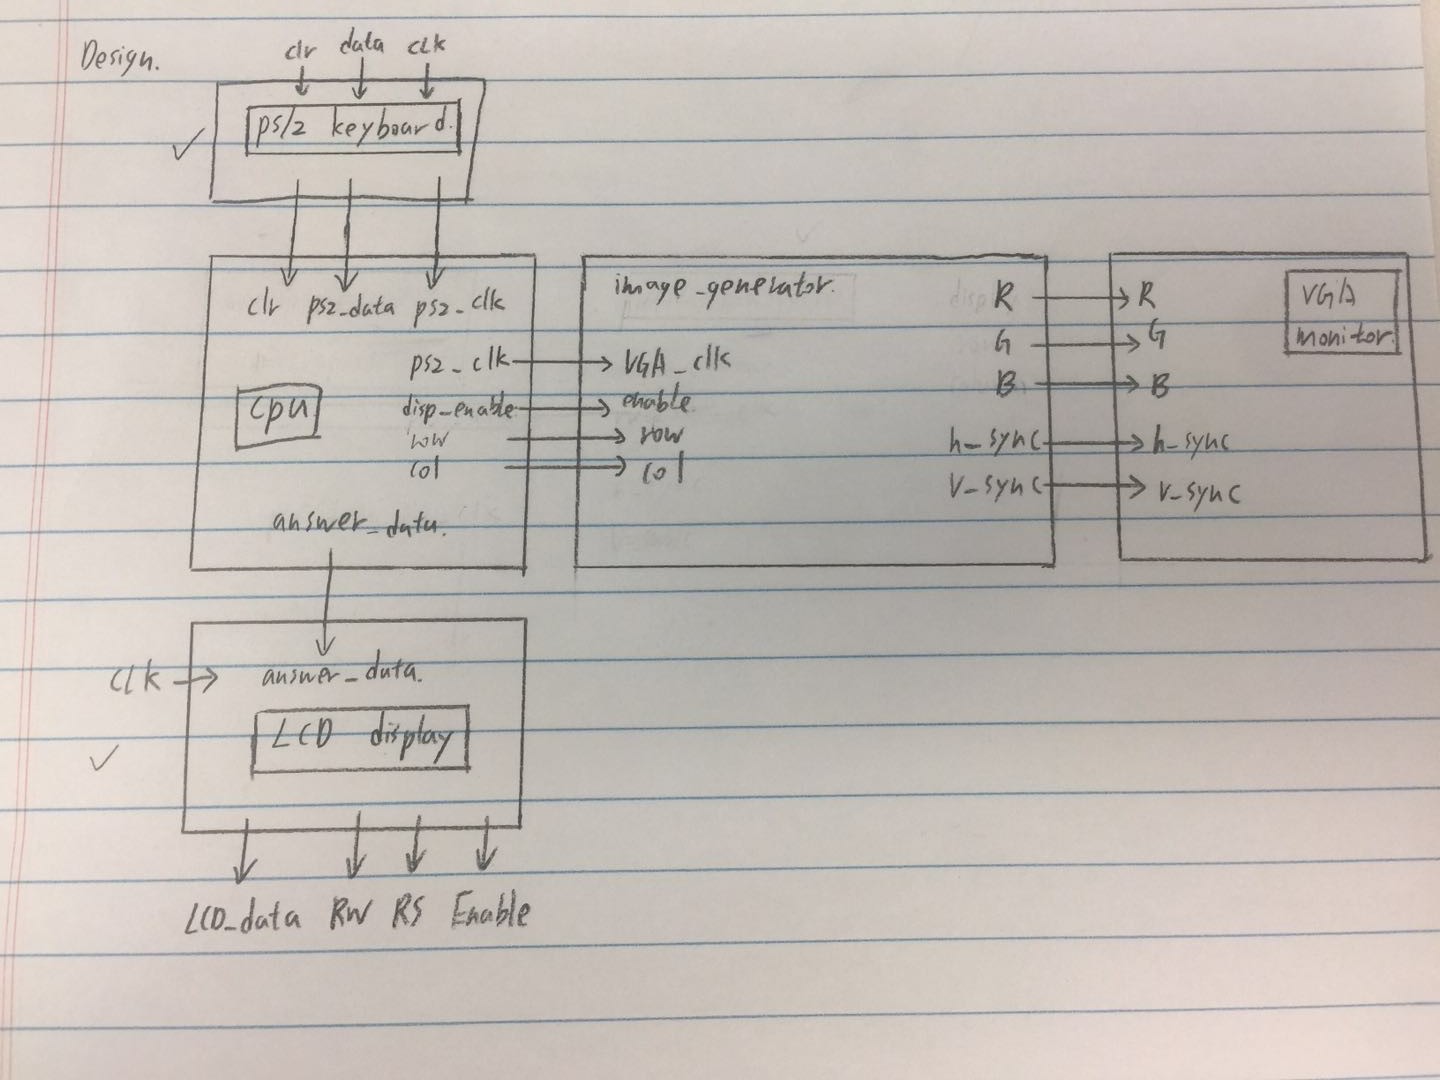 Design.
clr data clk
ps/2 keyboard.
clr ps2_data ps2_clk
ps2_clk
disp_enable
row
col
cpu
answer_data.
image_generator.
VGA_clk
enable
row
col
R
G
B
h_sync
v_sync
R
G
B
h_sync
v_sync
VGA
monitor.
clk
answer_data.
LCD display
LCD_data RW RS Enable